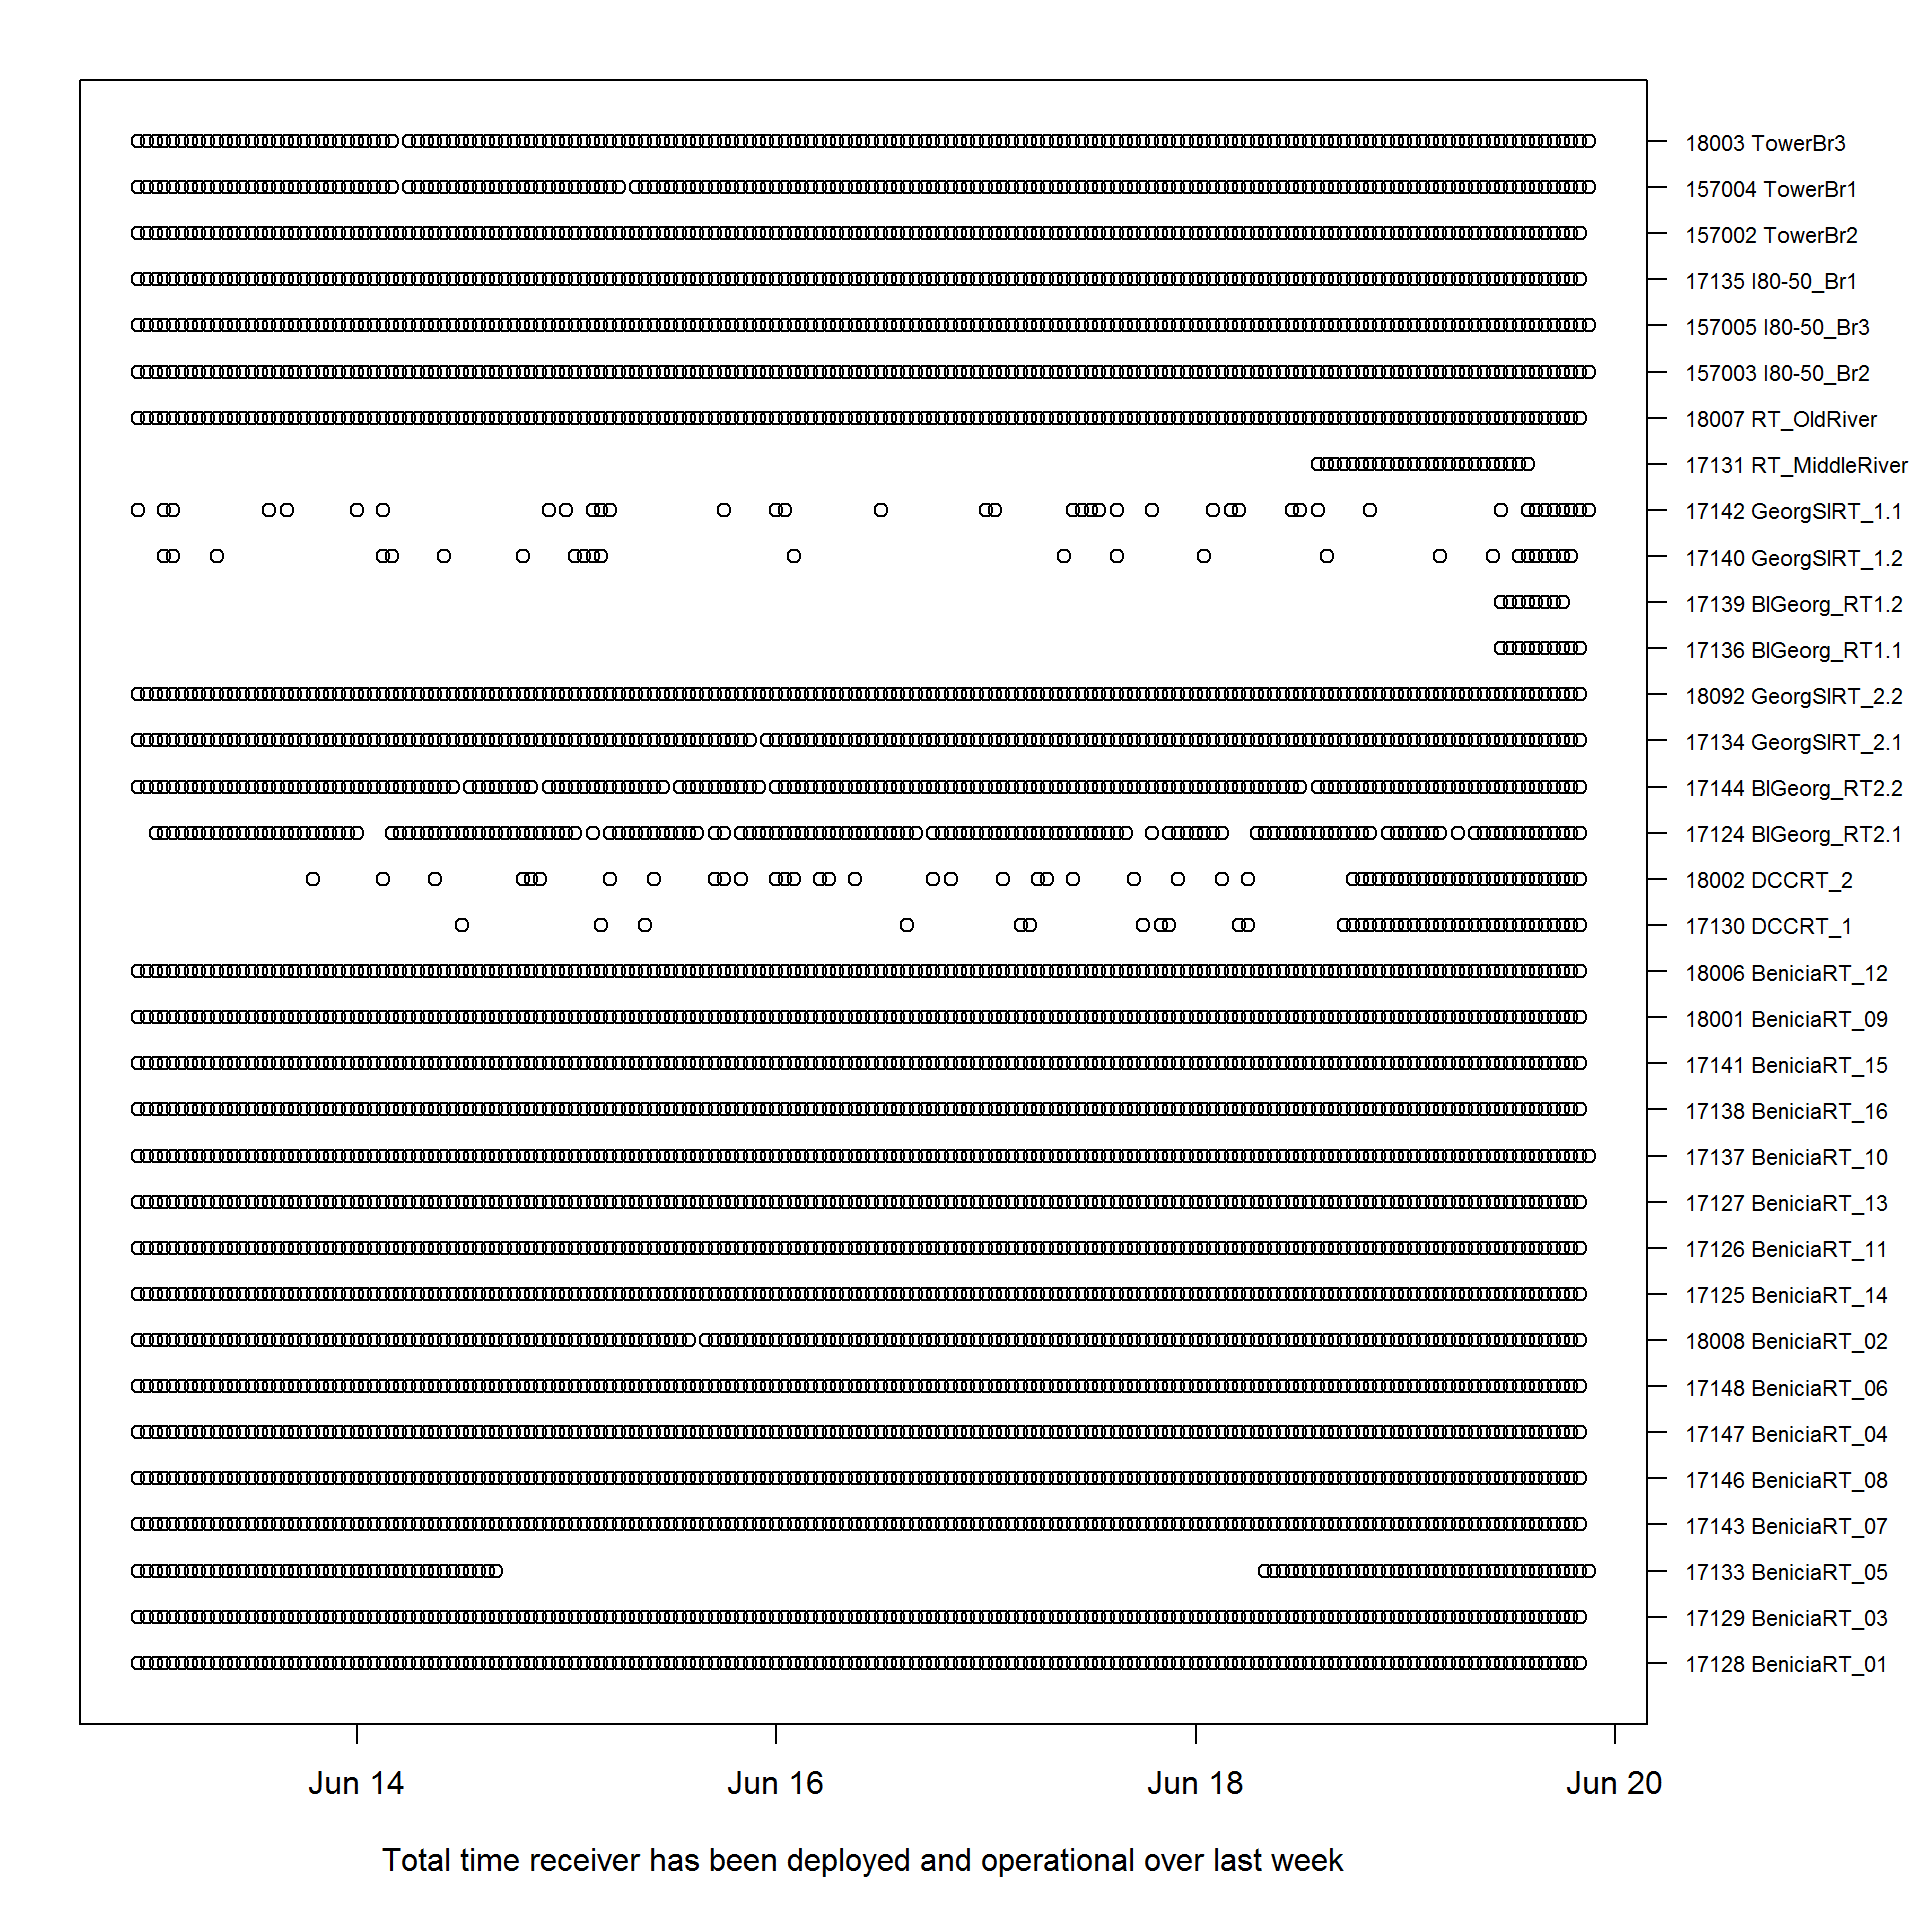 18003 TowerBr3
157004 TowerBr1
157002 TowerBr2
17135 I80-50_Br1
157005 I80-50_Br3
157003 I80-50_Br2
18007 RT_OldRiver
17131 RT_MiddleRiver
17142 GeorgSlRT_1.1
17140 GeorgSlRT_1.2
17139 BlGeorg_RT1.2
17136 BlGeorg_RT1.1
18092 GeorgSlRT_2.2
17134 GeorgSlRT_2.1
17144 BlGeorg_RT2.2
17124 BlGeorg_RT2.1
18002 DCCRT_2
17130 DCCRT_1
18006 BeniciaRT_12
18001 BeniciaRT_09
17141 BeniciaRT_15
17138 BeniciaRT_16
17137 BeniciaRT_10
17127 BeniciaRT_13
17126 BeniciaRT_11
17125 BeniciaRT_14
18008 BeniciaRT_02
17148 BeniciaRT_06
17147 BeniciaRT_04
17146 BeniciaRT_08
17143 BeniciaRT_07
17133 BeniciaRT_05
17129 BeniciaRT_03
17128 BeniciaRT_01
Jun 14 Jun 16 Jun 18 Jun 20
Total time receiver has been deployed and operational over last week